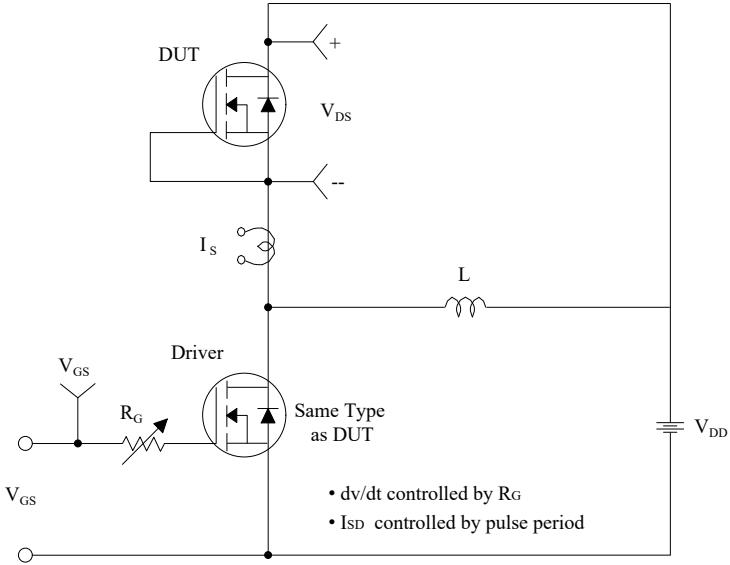 +
DUT
VDS
--
IS
L
Driver
VGS
RG
Same Type
as DUT
VDD
VGS
• dv/dt controlled by RG
• ISD controlled by pulse period